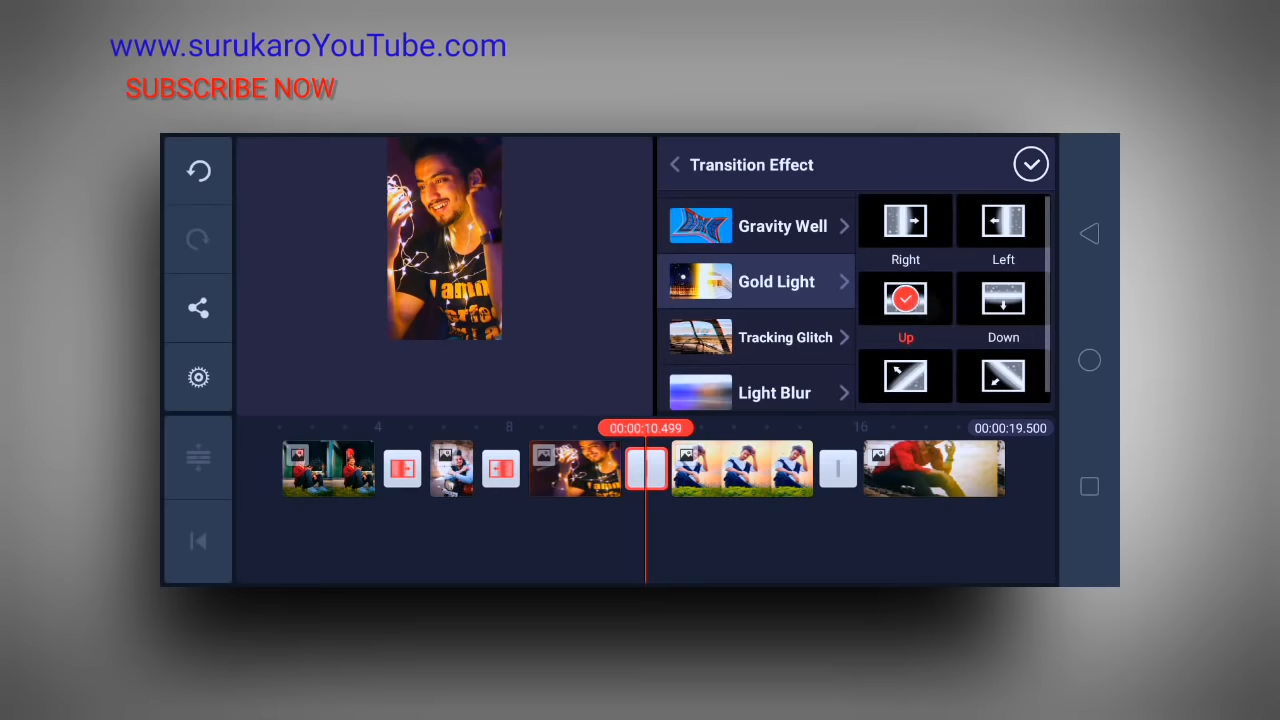 www.surukaroYouTube.com
SUBSCRIBE NOW
Transition Effect
Gravity Well
Gold Light
Tracking Glitch
Light Blur
Right
Left
Up
Down
4
8
00:00:10.499
16
00:00:19.500